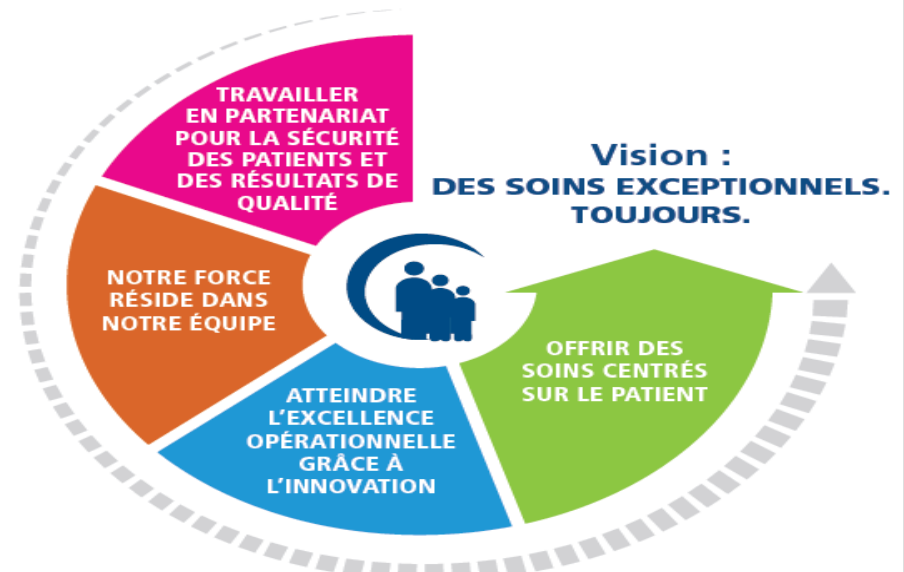 TRAVAILLER
EN PARTENARIAT
POUR LA SÉCURITÉ
DES PATIENTS ET
DES RÉSULTATS DE
QUALITÉ
Vision :
DES SOINS EXCEPTIONNELS.
TOUJOURS.
NOTRE FORCE
RÉSIDE DANS
NOTRE ÉQUIPE
ATTEINDRE
L’EXCELLENCE
OPÉRATIONNELLE
GRÂCE À
L’INNOVATION
OFFRIR DES
SOINS CENTRÉS
SUR LE PATIENT